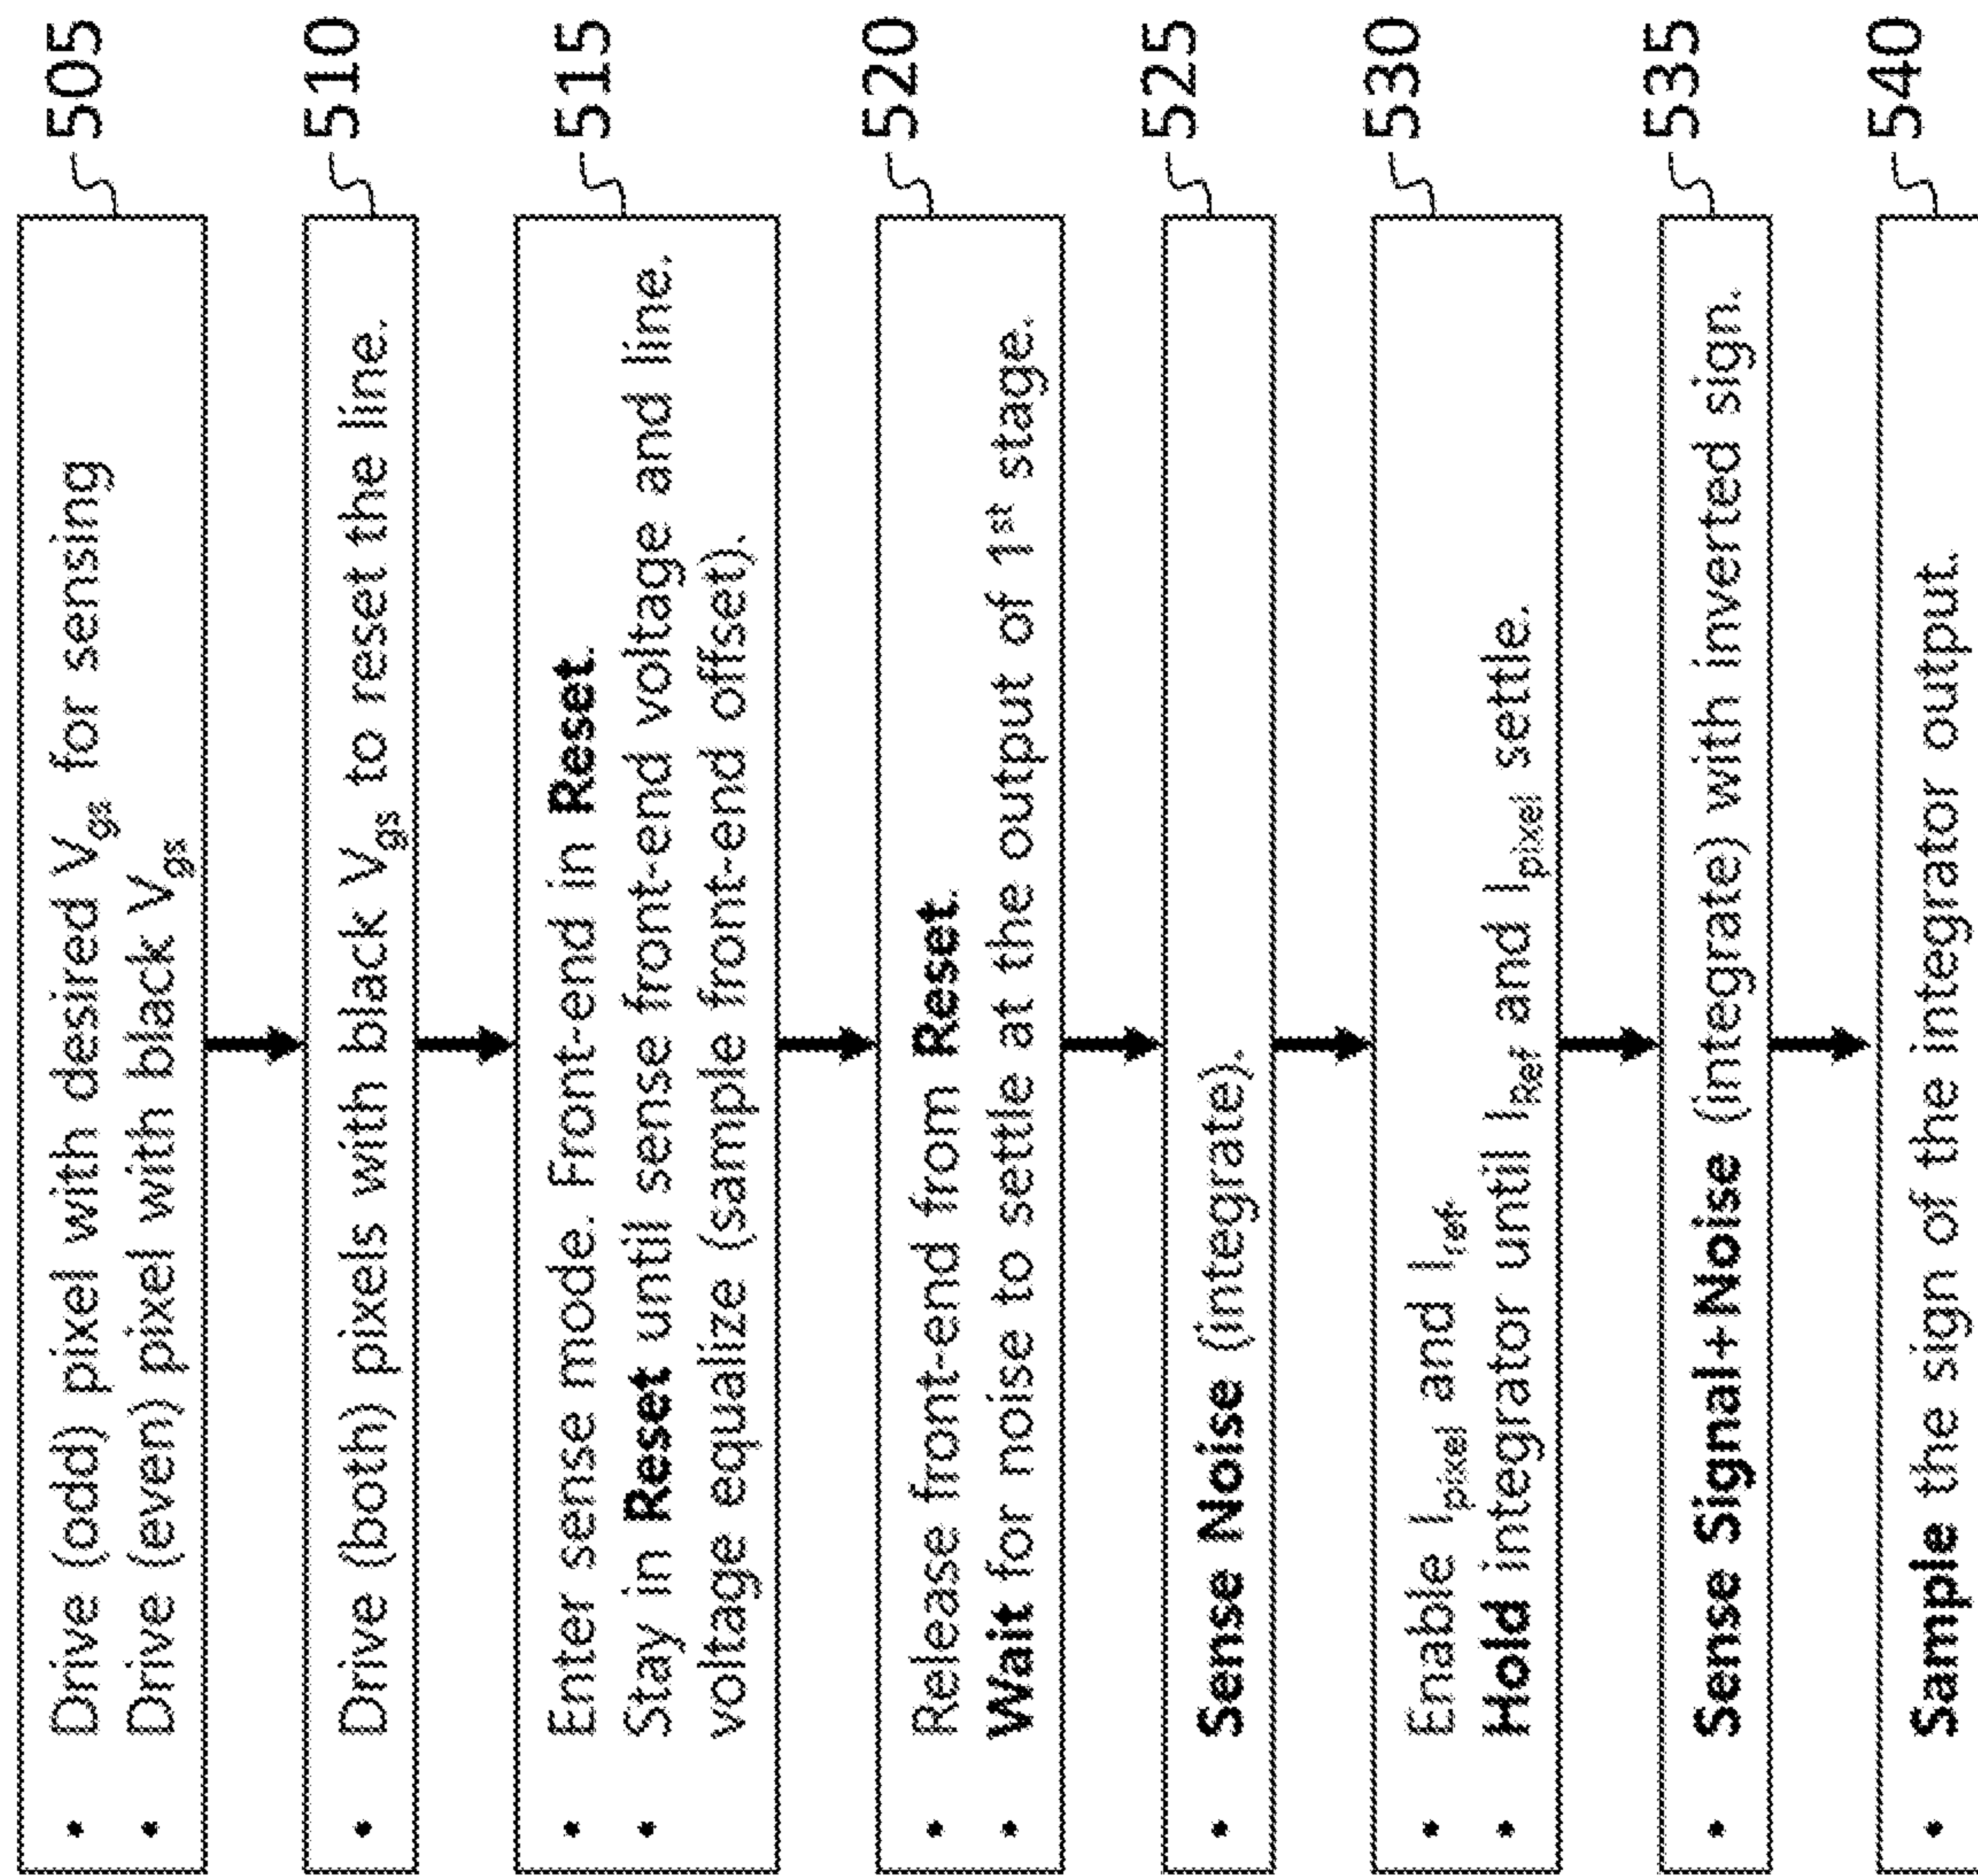 • Drive (odd) pixel with desired Vgs for sensing
• Drive (even) pixel with black Vgs
505
• Drive (both) pixels with black Vgs to reset the line.
510
• Enter sense mode. Front-end in Reset.
• Stay in Reset until sense front-end voltage and line.
voltage equalize (sample front-end offset).
515
• Release front-end from Reset.
• Wait for noise to settle at the output of 1st stage.
520
• Sense Noise (integrate).
525
• Enable Ipixel and Iref
• Hold integrator until IRef and Ipixel settle.
530
• Sense Signal+Noise (integrate) with inverted sign.
535
• Sample the sign of the integrator output.
540